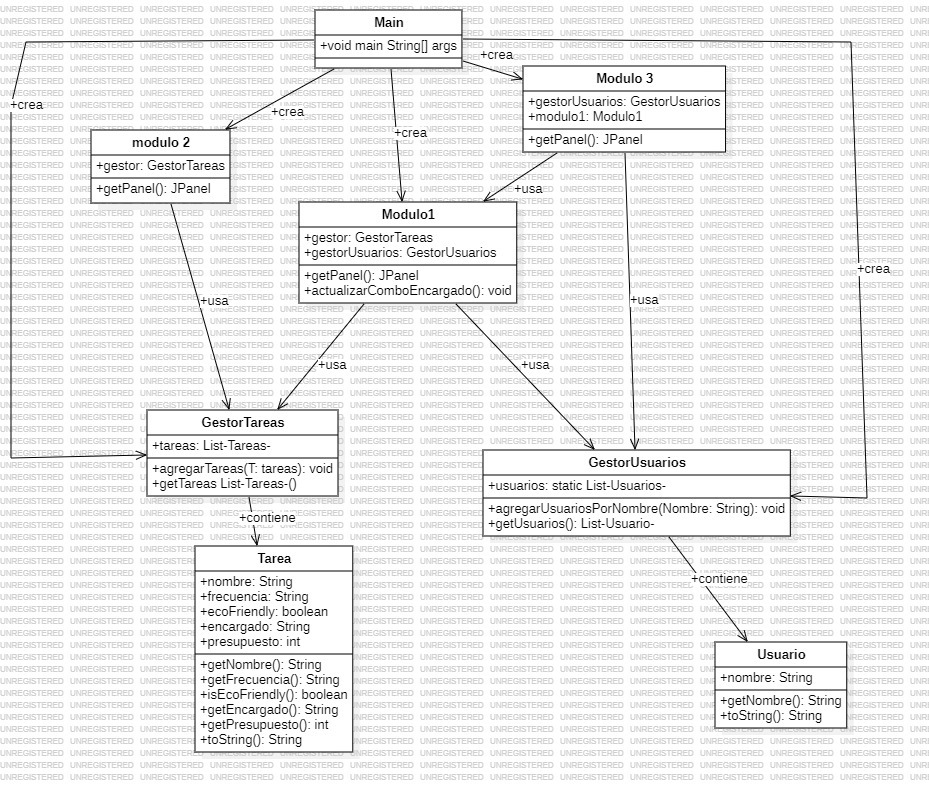 Main
+void main String[] args
+crea
+crea
+crea
+crea
+crea
Modulo 3
+gestorUsuarios: GestorUsuarios
+modulo1: Modulo1
+getPanel(): JPanel
modulo 2
+gestor: GestorTareas
+getPanel(): JPanel
+usa
Modulo1
+gestor: GestorTareas
+gestorUsuarios: GestorUsuarios
+getPanel(): JPanel
+actualizarComboEncargado(): void
+usa
+usa
+usa
+usa
GestorTareas
+tareas: List-Tareas-
+agregarTareas(T: tareas): void
+getTareas List-Tareas-()
GestorUsuarios
+usuarios: static List-Usuarios-
+agregarUsuariosPorNombre(Nombre: String): void
+getUsuarios(): List-Usuario-
+contiene
Tarea
+nombre: String
+frecuencia: String
+ecoFriendly: boolean
+encargado: String
+presupuesto: int
+getNombre(): String
+getFrecuencia(): String
+isEcoFriendly(): boolean
+getEncargado(): String
+getPresupuesto(): int
+toString(): String
+contiene
Usuario
+nombre: String
+getNombre(): String
+toString(): String
UNREGISTERED